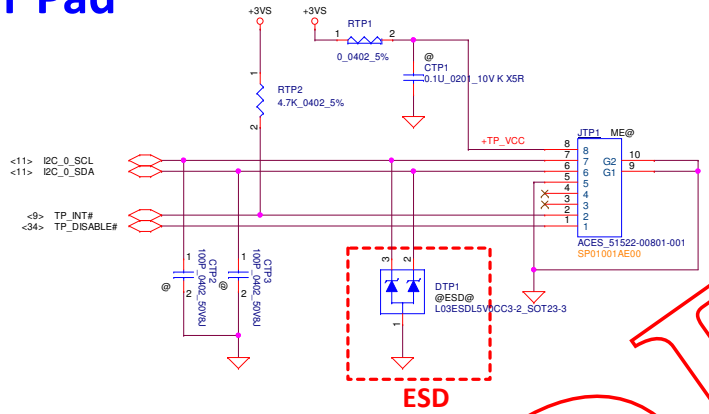 +3VS
+3VS
RTP1
1
2
0_0402_5%
@
CTP1
0.1U_0201_10V K X5R
1
RTP2
4.7K_0402_5%
2
+TP_VCC
JTP1 ME@
8 8
<11> I2C_0_SCL 7 7 G2 10
<11> I2C_0_SDA 6 6 G1 9
5 5
4 4
3 3
<9> TP_INT# 2 2
<34> TP_DISABLE# 1 1
ACES_51522-00801-001
SP01001AE00
1
2
@
CTP2
100P_0402_50V8J
1
2
@
CTP3
100P_0402_50V8J
3
2
1
DTP1
@ESD@
L03ESDL5V0CC3-2_SOT23-3
ESD